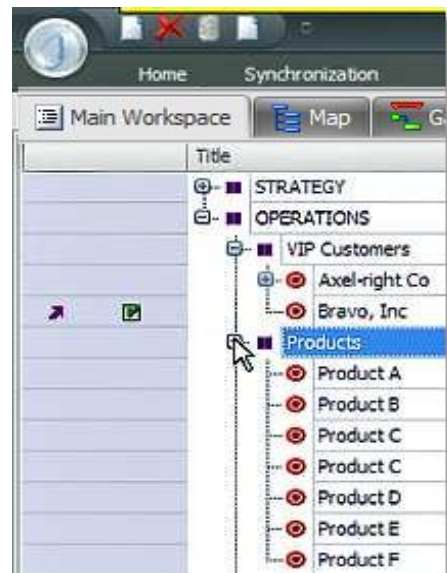 Home Synchronization
Main Workspace Map G
Title
STRATEGY
OPERATIONS
VIP Customers
Axel-right Co
Bravo, Inc
Products
Product A
Product B
Product C
Product C
Product D
Product E
Product F